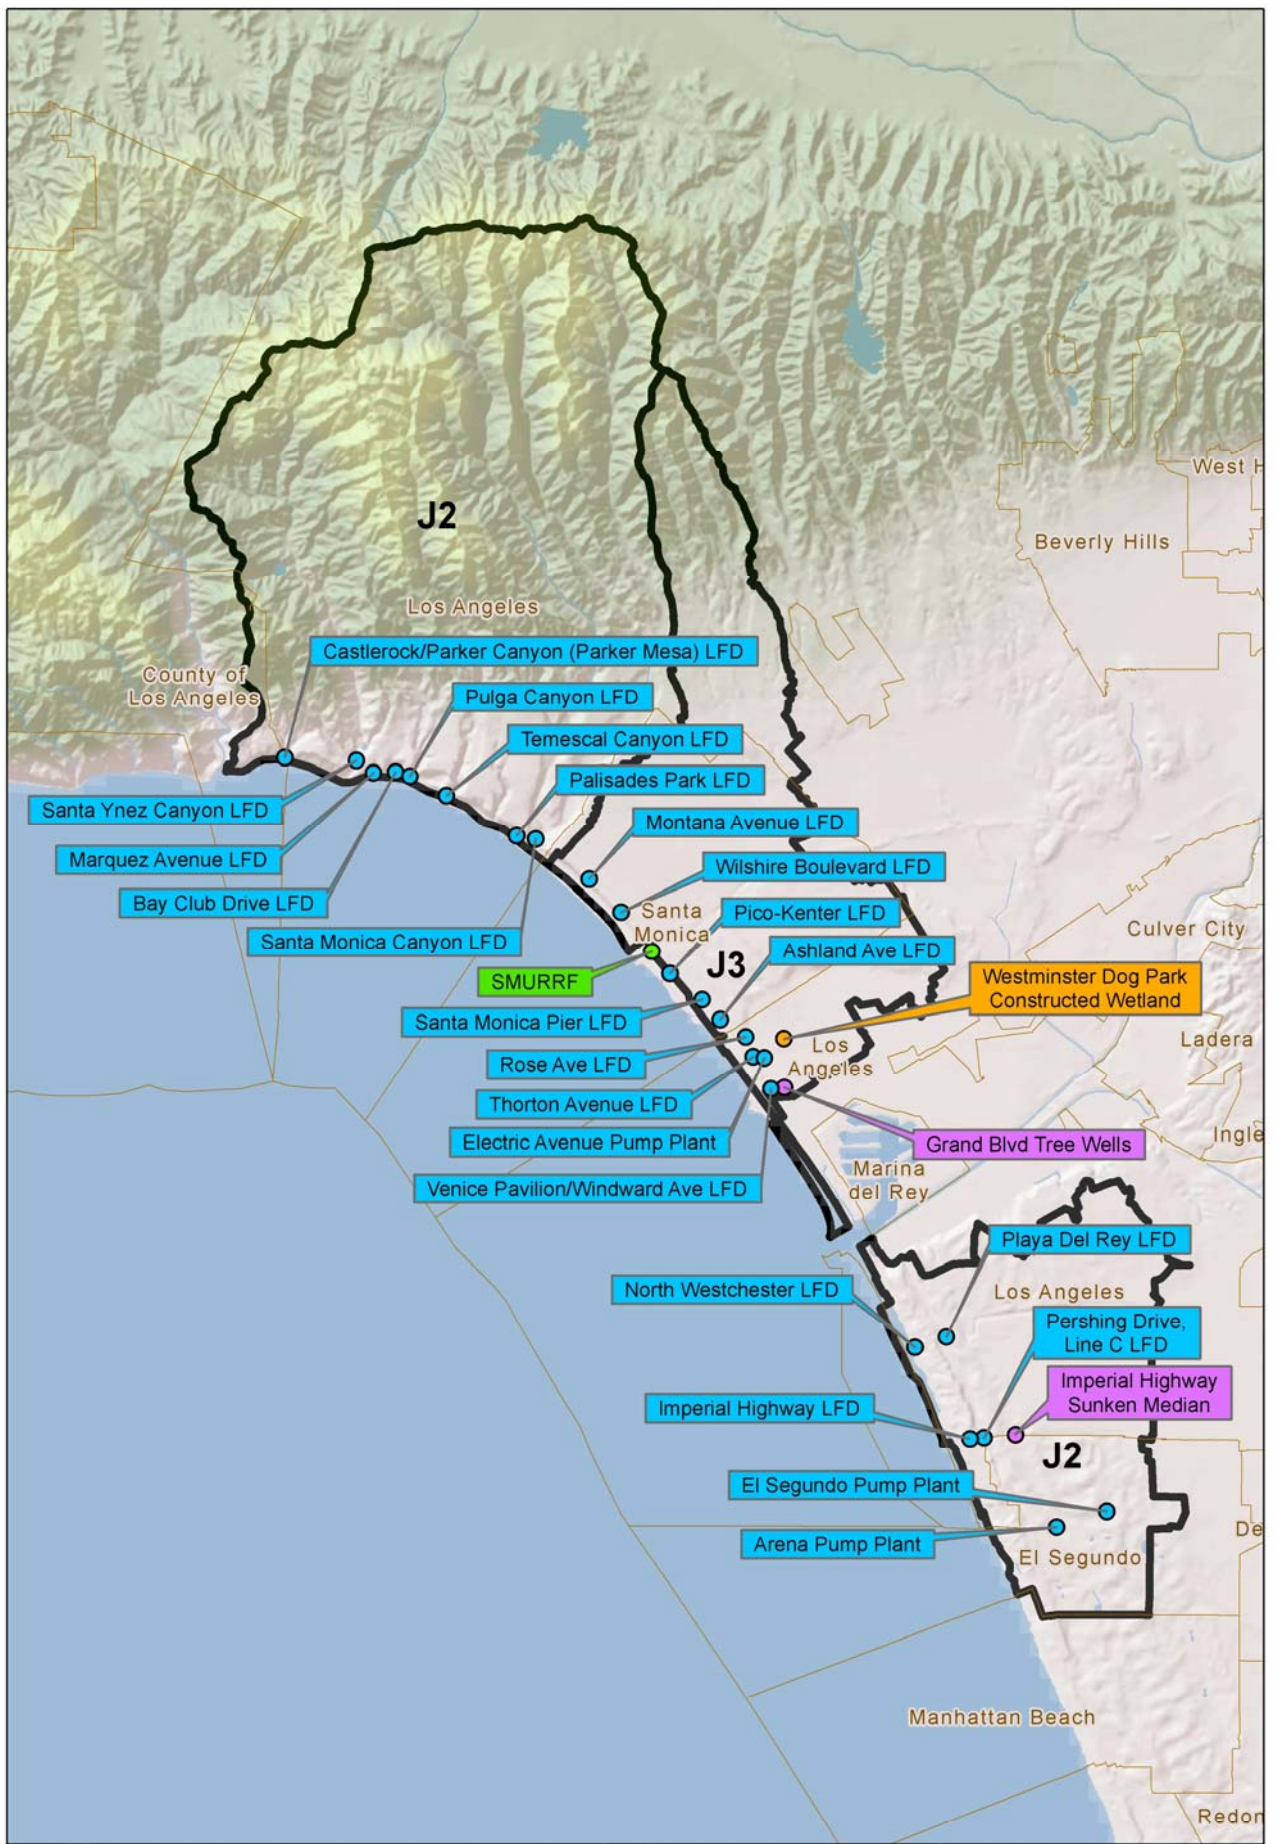 West H
Beverly Hills
J2
Los Angeles
Castlerock/Parker Canyon (Parker Mesa) LFD
County of
Los Angeles
Pulga Canyon LFD
Temescal Canyon LFD
Palisades Park LFD
Santa Ynez Canyon LFD
Montana Avenue LFD
Marquez Avenue LFD
Wilshire Boulevard LFD
Bay Club Drive LFD
Santa
Monica
Pico-Kenter LFD
Culver City
Santa Monica Canyon LFD
Ashland Ave LFD
J3
SMURRF
Westminster Dog Park
Constructed Wetland
Santa Monica Pier LFD
Ladera
Los
Angeles
Rose Ave LFD
Thorton Avenue LFD
Electric Avenue Pump Plant
Grand Blvd Tree Wells
Ingle
Marina
del Rey
Venice Pavilion/Windward Ave LFD
Playa Del Rey LFD
North Westchester LFD
Los Angeles
Pershing Drive,
Line C LFD
Imperial Highway
Sunken Median
Imperial Highway LFD
J2
El Segundo Pump Plant
De
Arena Pump Plant
El Segundo
Manhattan Beach
Redon